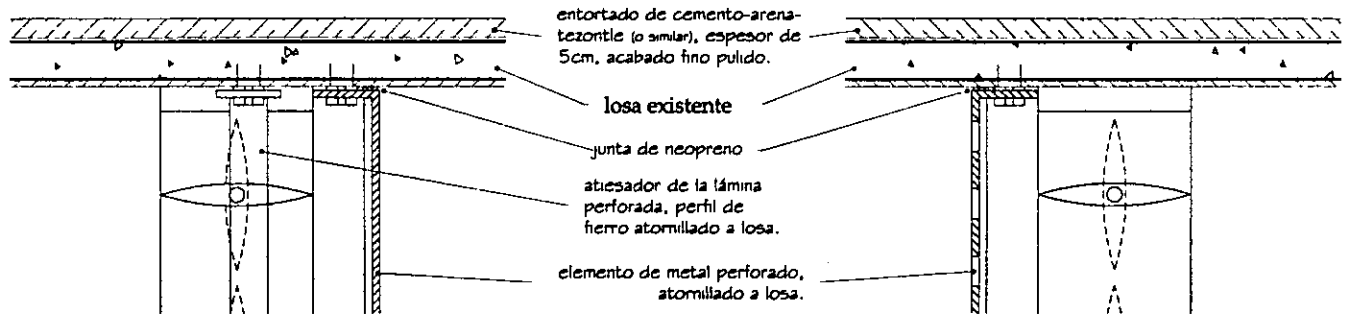 entortado de cemento-arena-
tezontle (o similar), espesor de
5cm, acabado fino pulido.
losa existente
junta de neopreno
atiesador de la lámina
perforada, perfil de
fierro atornillado a losa.
elemento de metal perforado,
atornillado a losa.